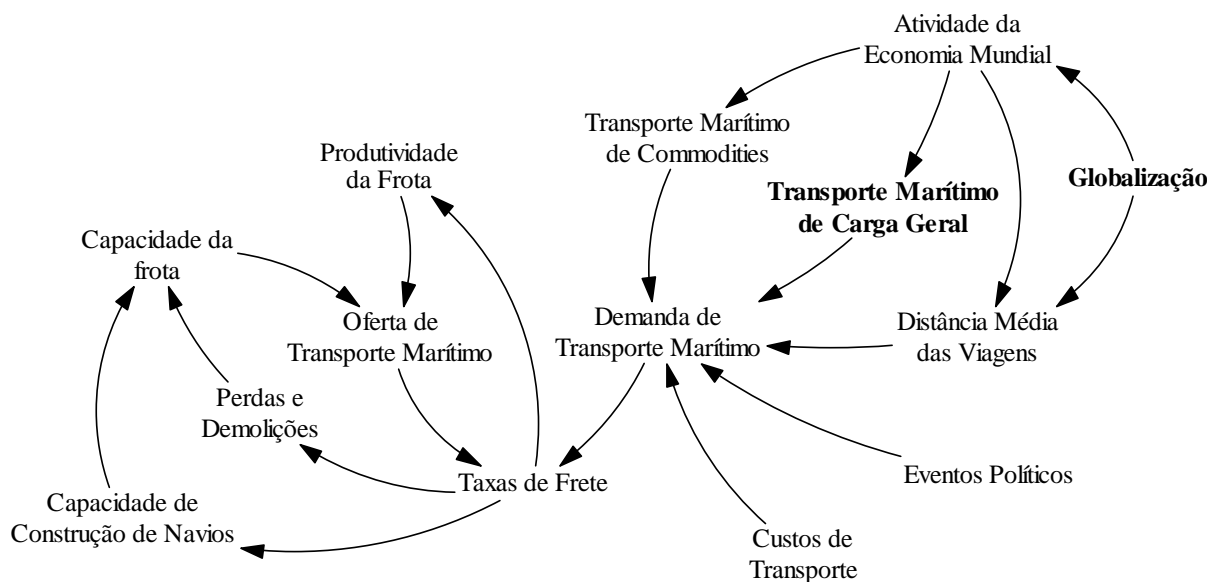 Atividade da
Economia Mundial
Transporte Marítimo
de Commodities
Produtividade
da Frota
Globalização
Transporte Marítimo
de Carga Geral
Capacidade da
frota
Oferta de
Transporte Marítimo
Demanda de
Transporte Marítimo
Distância Média
das Viagens
Perdas e
Demolições
Taxas de Frete
Eventos Políticos
Capacidade de
Construção de Navios
Custos de
Transporte